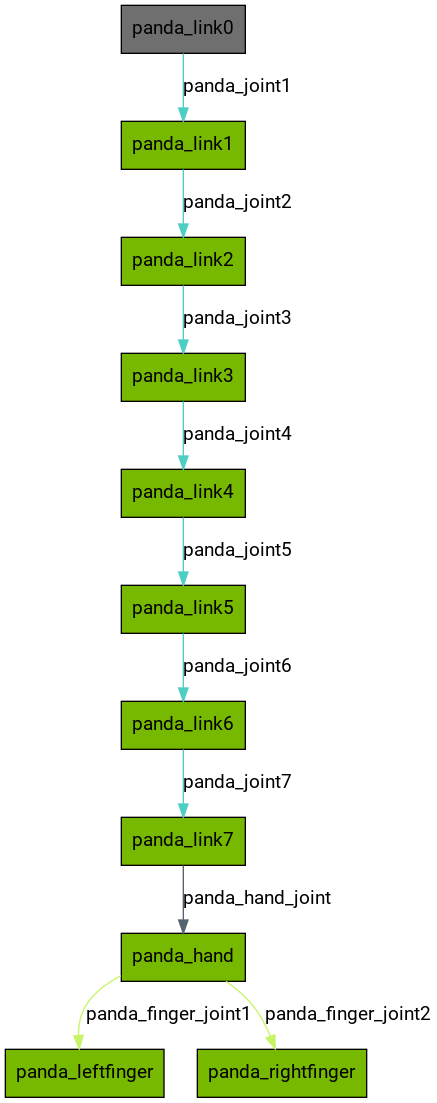 panda_link0
panda_joint1
panda_link1
panda_joint2
panda_link2
panda_joint3
panda_link3
panda_joint4
panda_link4
panda_joint5
panda_link5
panda_joint6
panda_link6
panda_joint7
panda_link7
panda_hand_joint
panda_hand
panda_finger_joint1
panda_finger_joint2
panda_leftfinger
panda_rightfinger